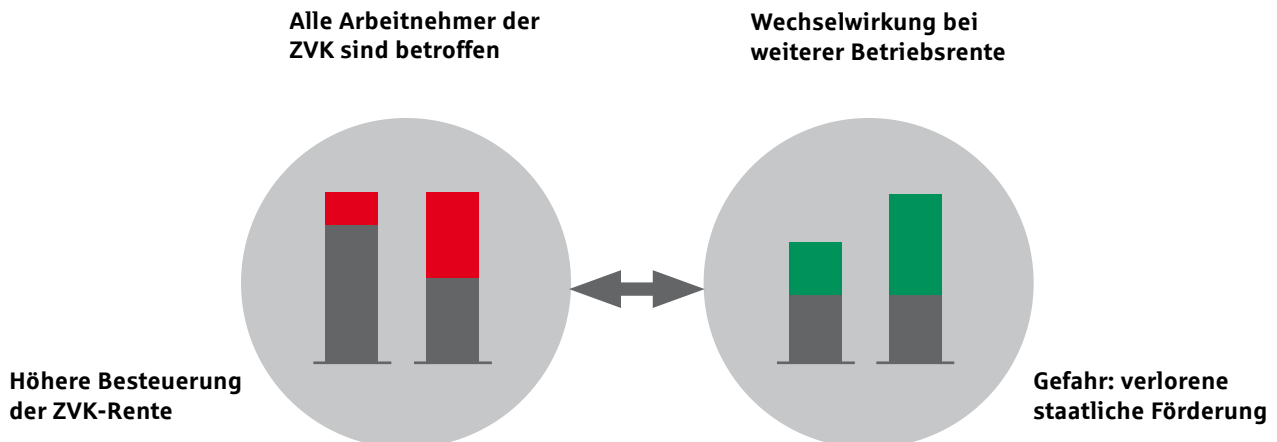 Alle Arbeitnehmer der
ZVK sind betroffen
Wechselwirkung bei
weiterer Betriebsrente
Höhere Besteuerung
der ZVK-Rente
Gefahr: verlorene
staatliche Förderung